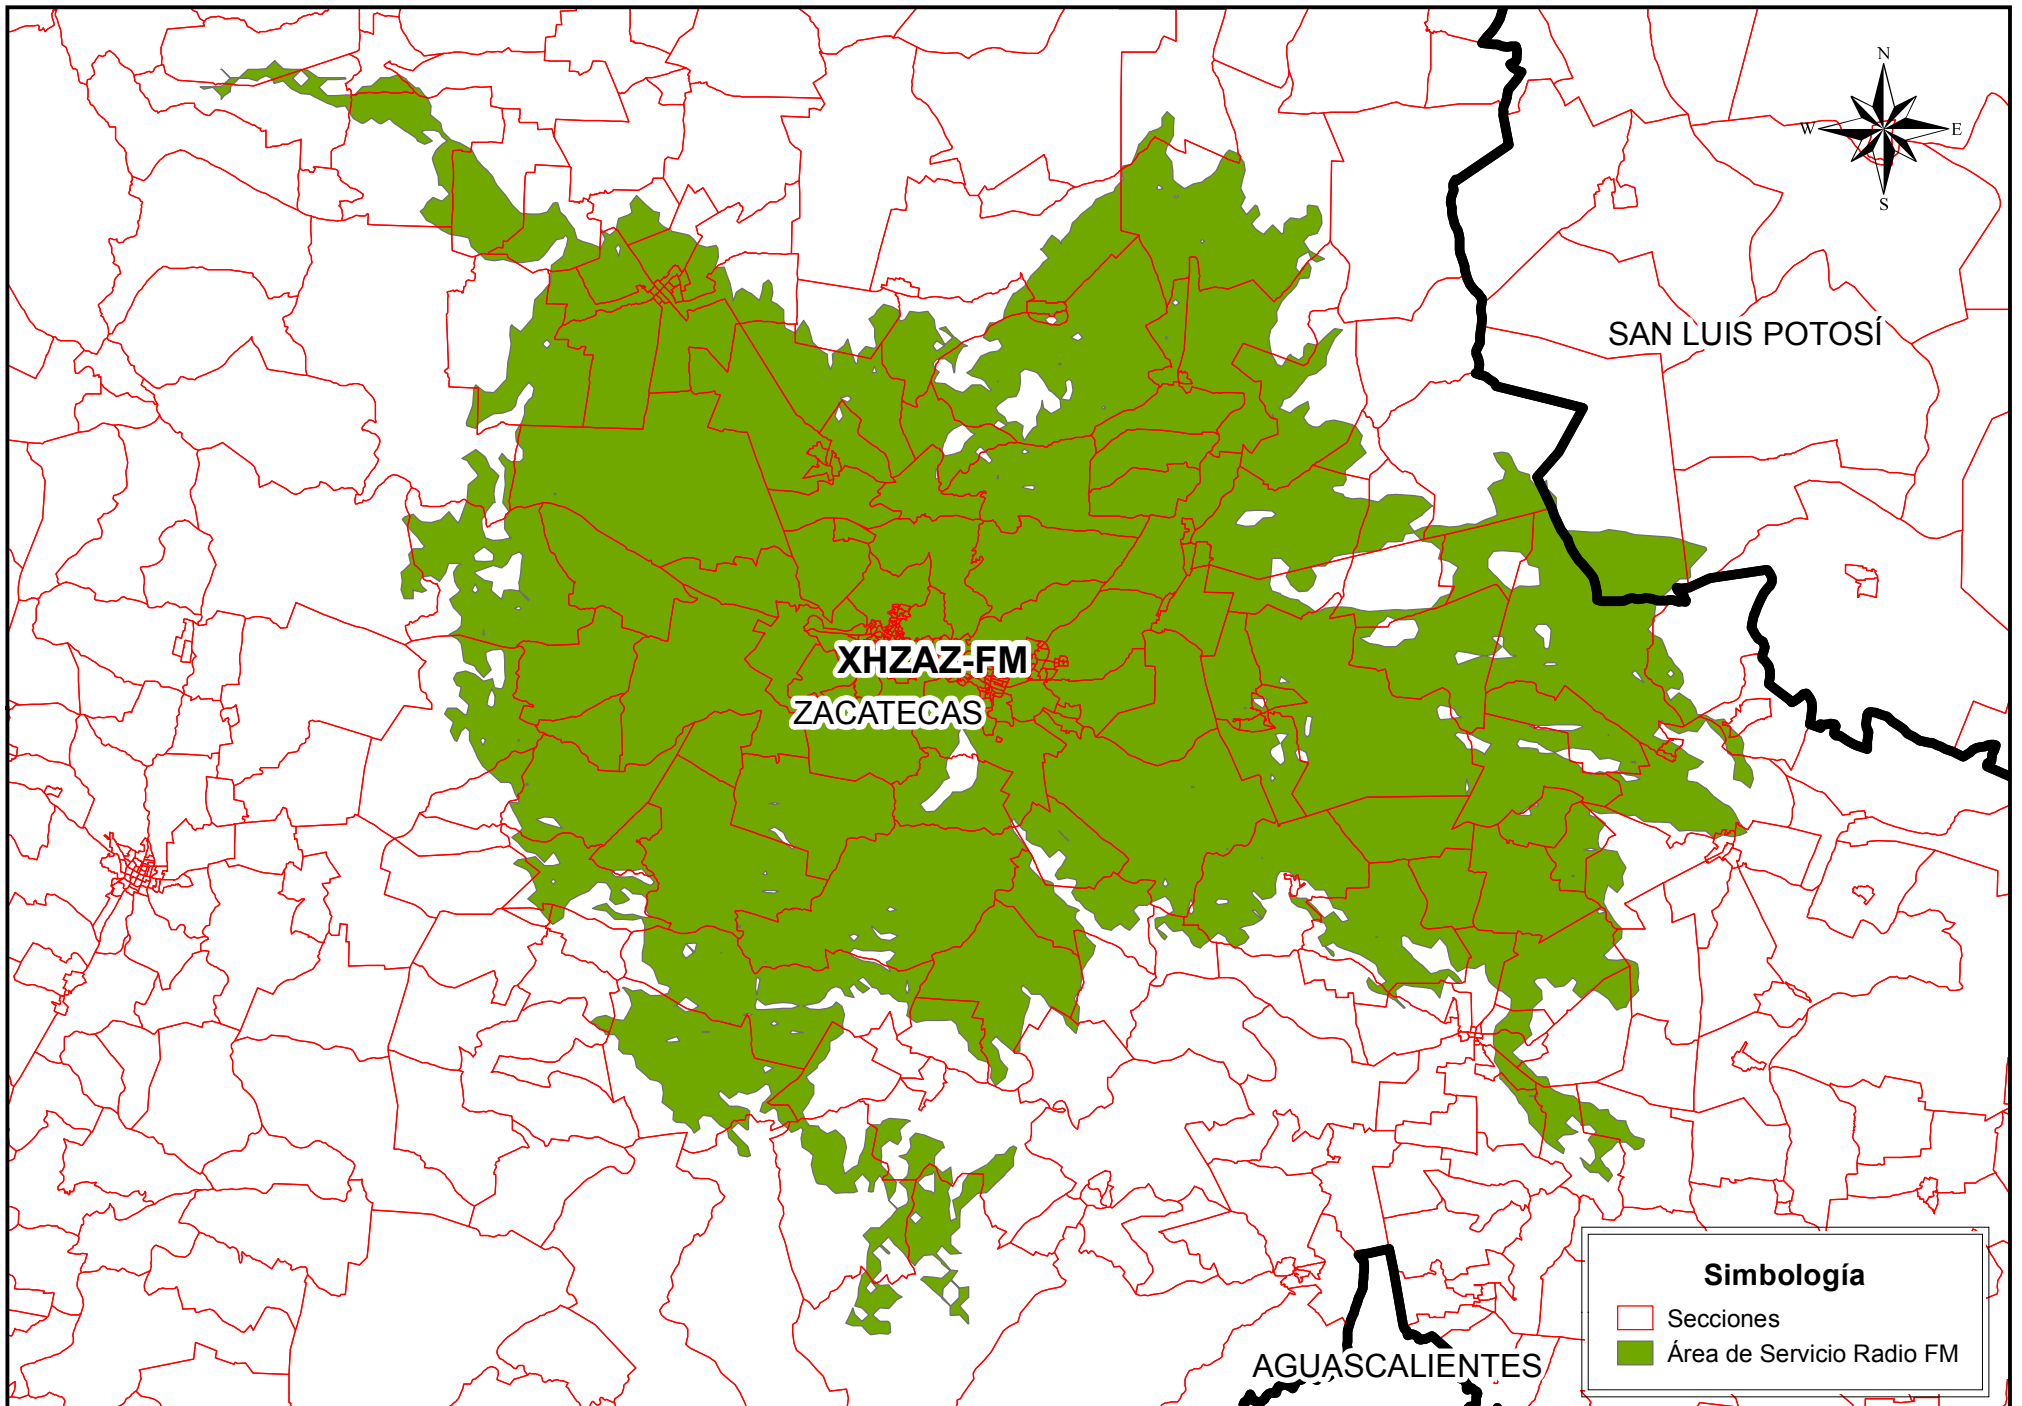 N
W E
S
SAN LUIS POTOSÍ
XHZAZ-FM
ZACATECAS
AGUASCALIENTES
Simbología
Secciones
Área de Servicio Radio FM